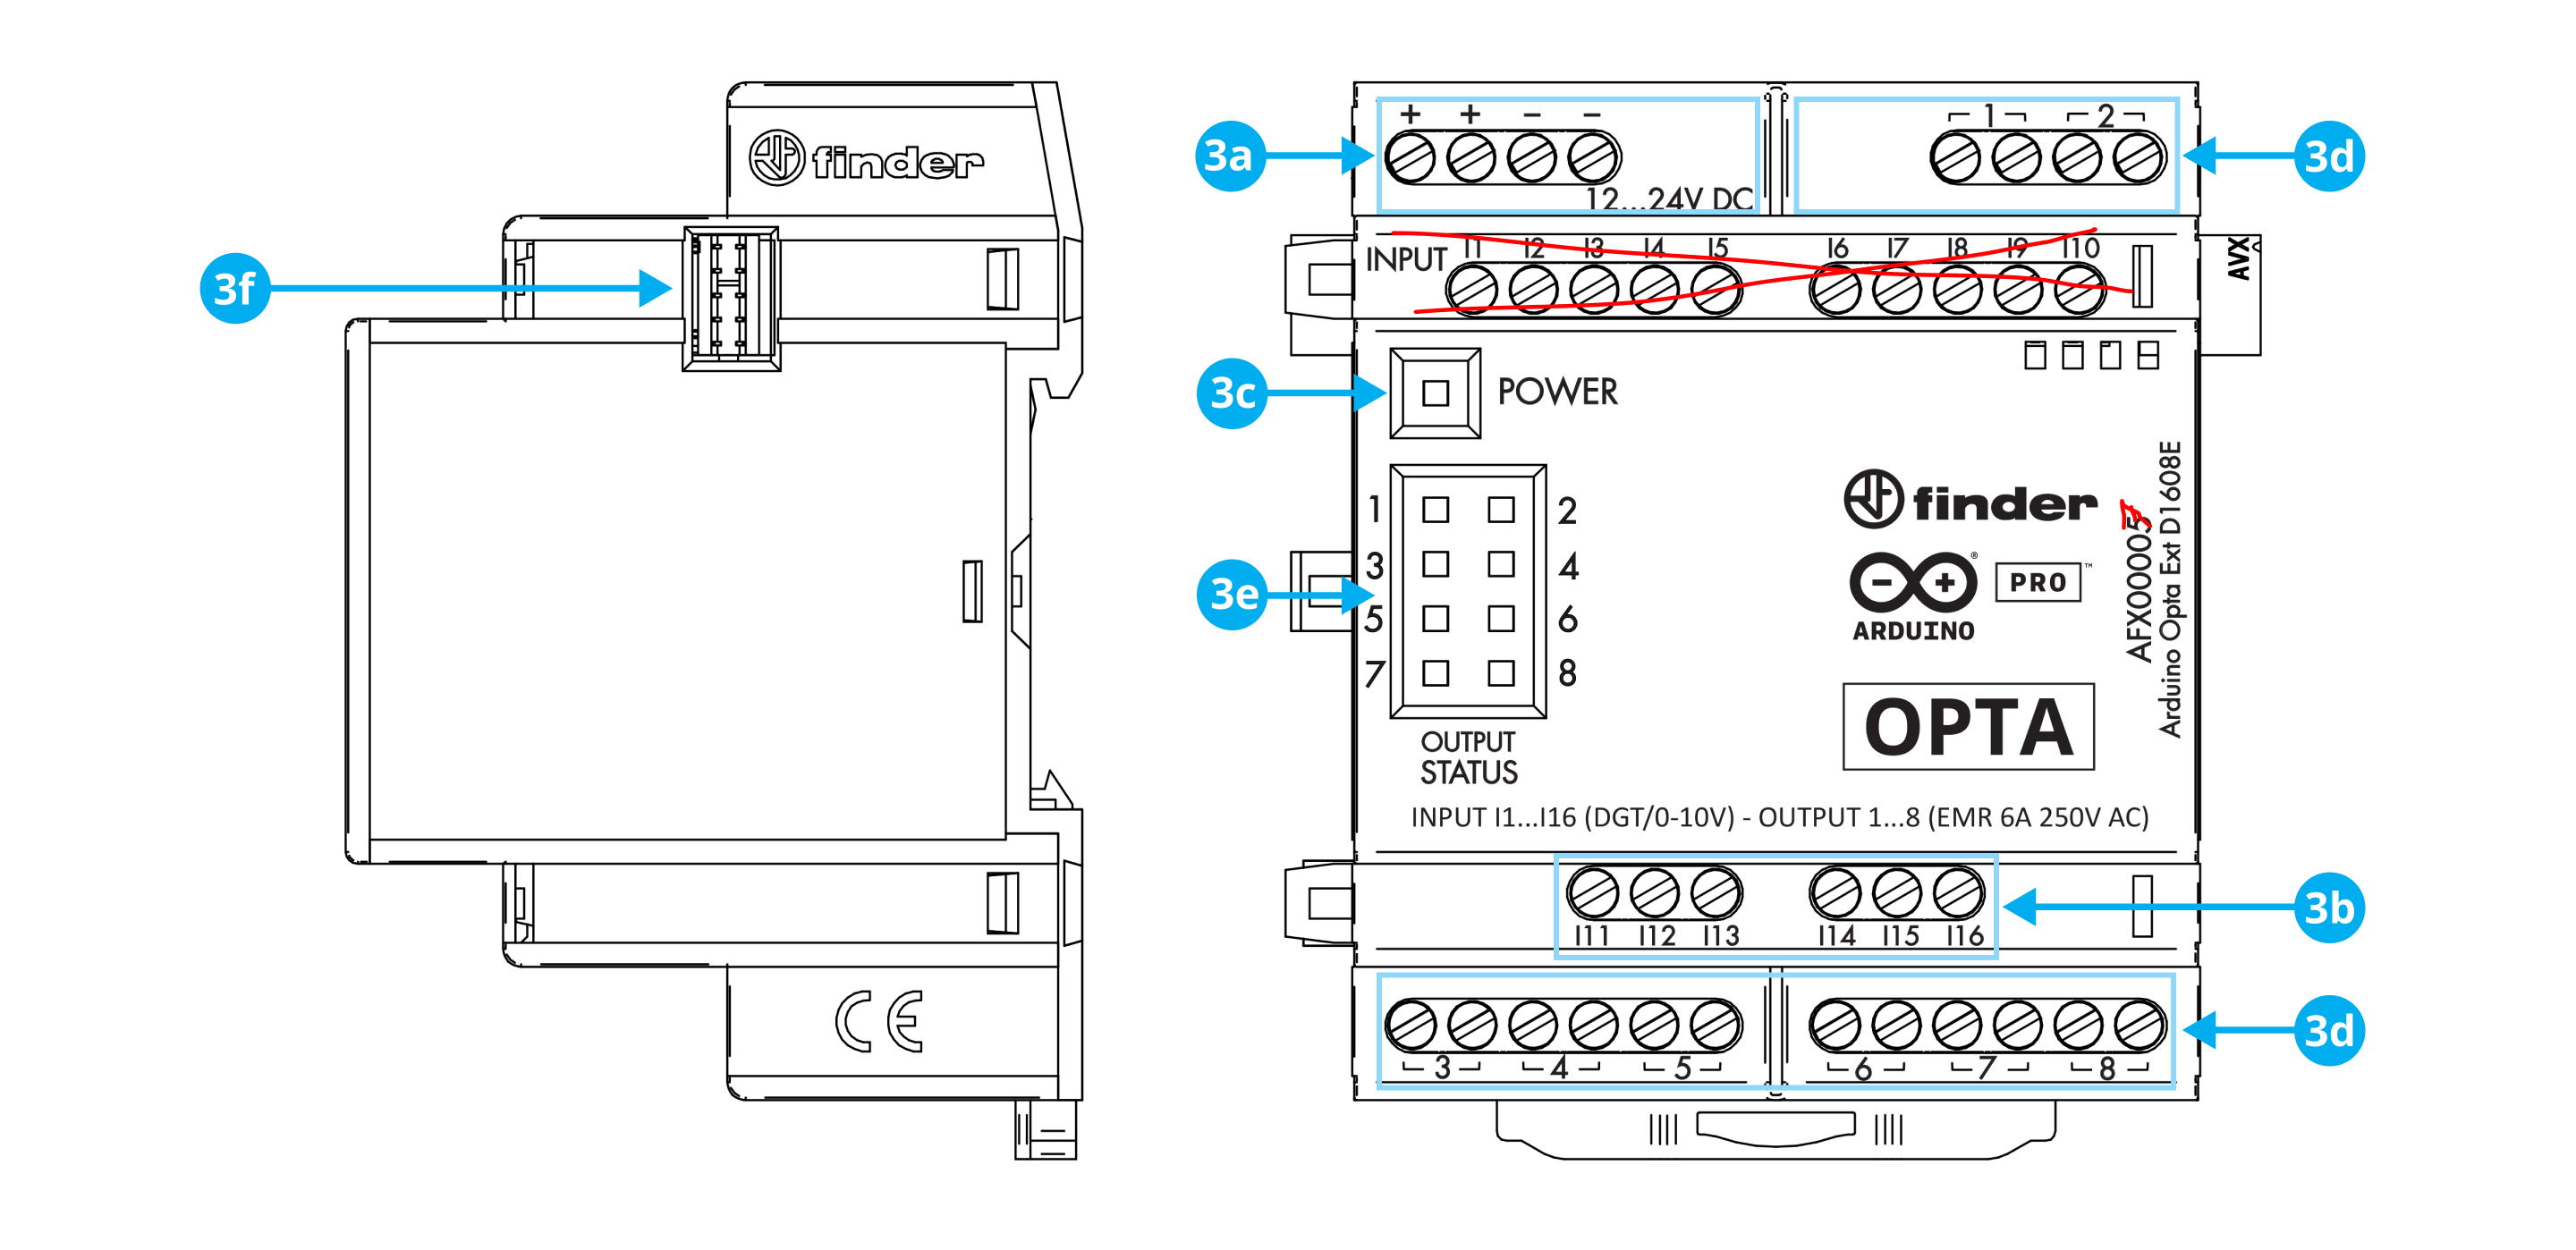 finder
3f
CE
+ + − −
1 2
3a
3d
12...24V DC
INPUT I1 I2 I3 I4 I5 I6 I7 I8 I9 I10
AVX
3c
POWER
1 2
3 4
5 6
7 8
3e
OUTPUT
STATUS
finder
ARDUINO
PRO
™
®
AFX00005
Arduino Opta Ext D1608E
OPTA
INPUT I1...I16 (DGT/0-10V) - OUTPUT 1...8 (EMR 6A 250V AC)
3b
I11 I12 I13 I14 I15 I16
3d
3 4 5 6 7 8